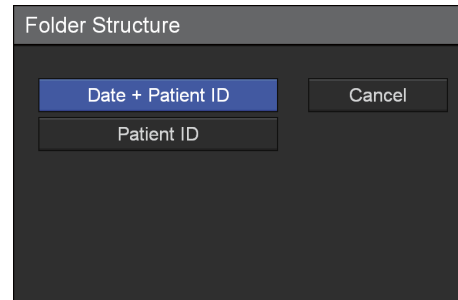 Folder Structure
Date + Patient ID
Cancel
Patient ID